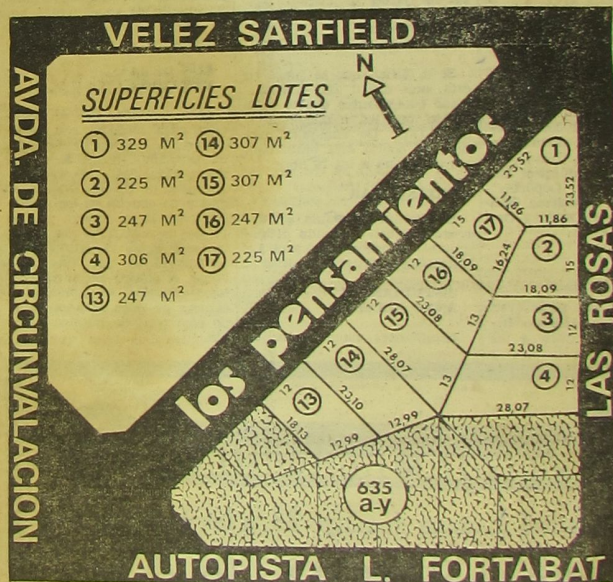 VELEZ SARFIELD
AVDA. DE CIRCUNVALACION
N
SUPERFICIES LOTES
1 329 M²
2 225 M²
3 247 M²
4 306 M²
13 247 M²
14 307 M²
15 307 M²
16 247 M²
17 225 M²
los pensamientos
LAS ROSAS
1
23,52
23,52
11,86
11,86
17
15
16,24
18,09
2
15
18,09
16
12
23,08
13
3
12
23,08
15
12
28,07
13
4
12
28,07
14
12
23,10
12,99
13
12
18,13
12,99
635
a-y
AUTOPISTA L. FORTABAT